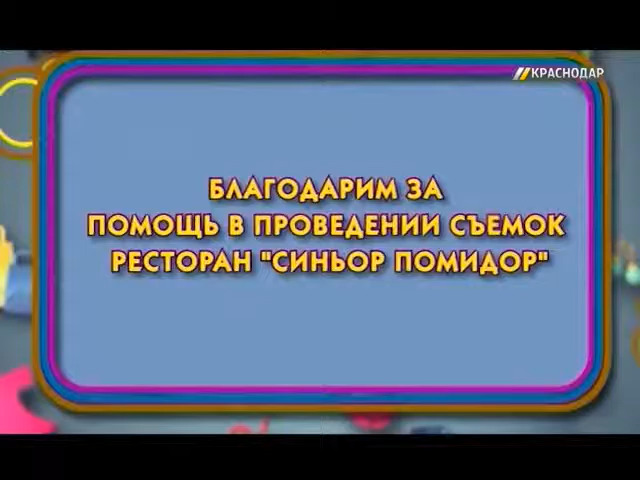 КРАСНОДАР
БЛАГОДАРИМ ЗА
ПОМОЩЬ В ПРОВЕДЕНИИ СЪЕМОК
РЕСТОРАН "СИНЬОР ПОМИДОР"